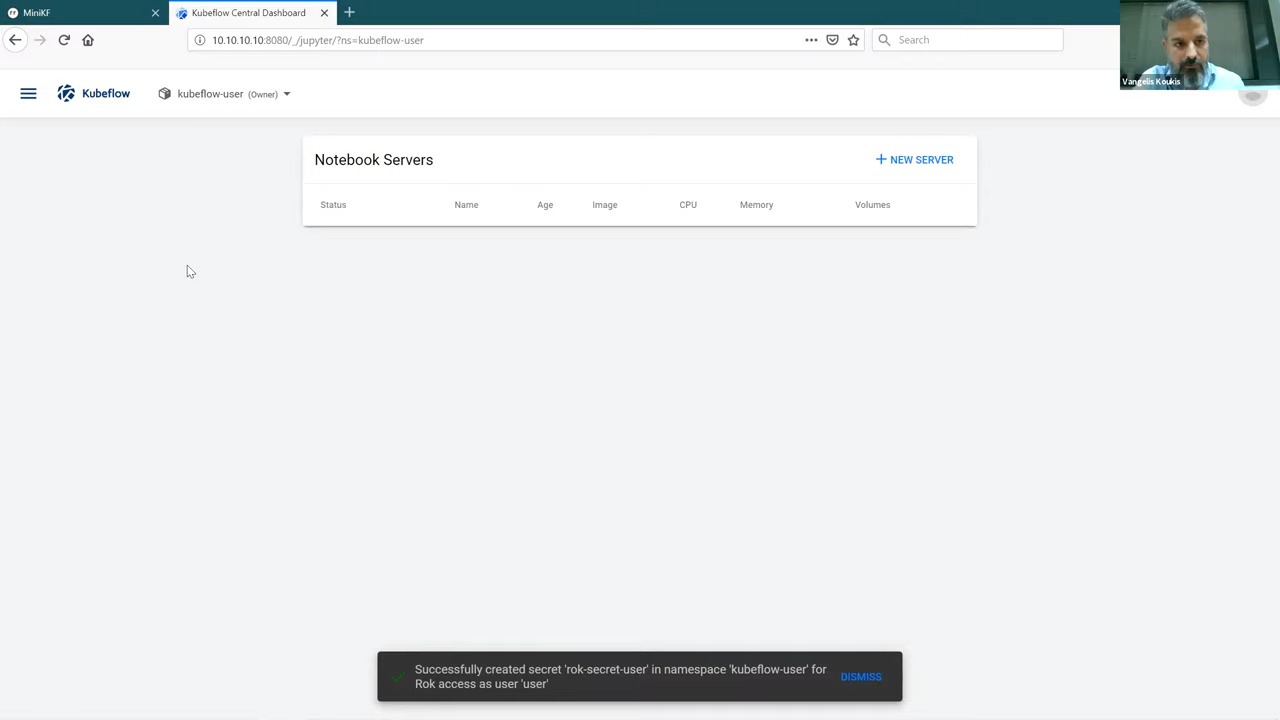 MiniKF
Kubeflow Central Dashboard
10.10.10.10:8080/_/jupyter/?ns=kubeflow-user
Search
Vangelis Koukis
Kubeflow
kubeflow-user (Owner)
Notebook Servers
NEW SERVER
Status Name Age Image CPU Memory Volumes
Successfully created secret 'rok-secret-user' in namespace 'kubeflow-user' for
Rok access as user 'user'
DISMISS